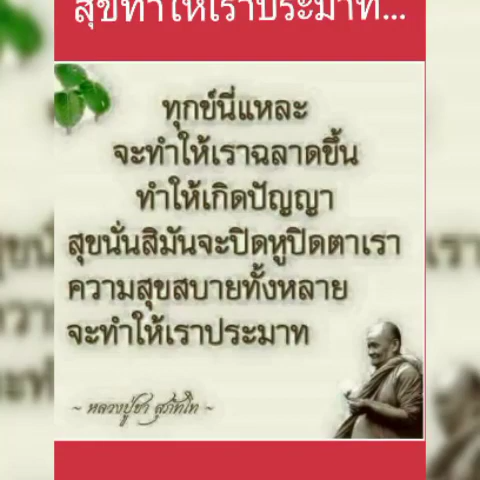 สุขทำให้เราประมาท...
ทุกข์นี่แหละ
จะทำให้เราฉลาดขึ้น
ทำให้เกิดปัญญา
สุขนั่นสิมันจะปิดหูปิดตาเรา
ความสุขสบายทั้งหลาย
จะทำให้เราประมาท
~ หลวงปู่ชา สุภัทโท ~